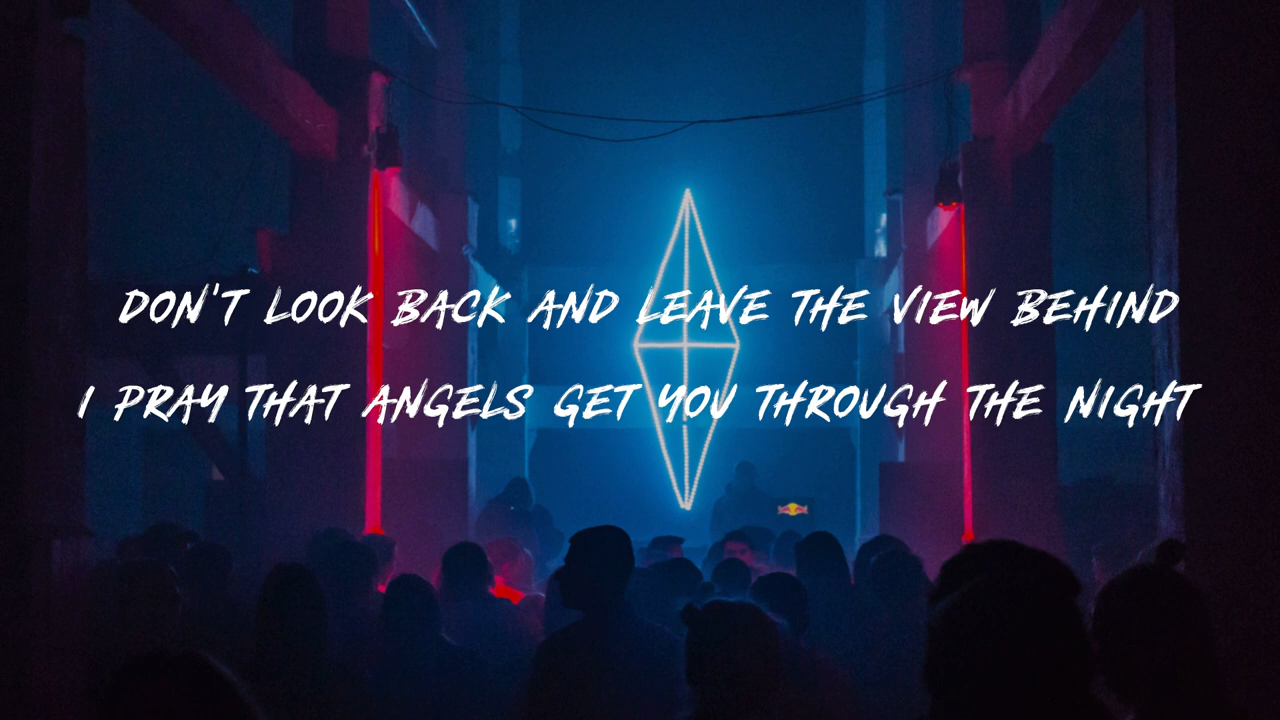 DON'T LOOK BACK AND LEAVE THE VIEW BEHIND
I PRAY THAT ANGELS GET YOU THROUGH THE NIGHT